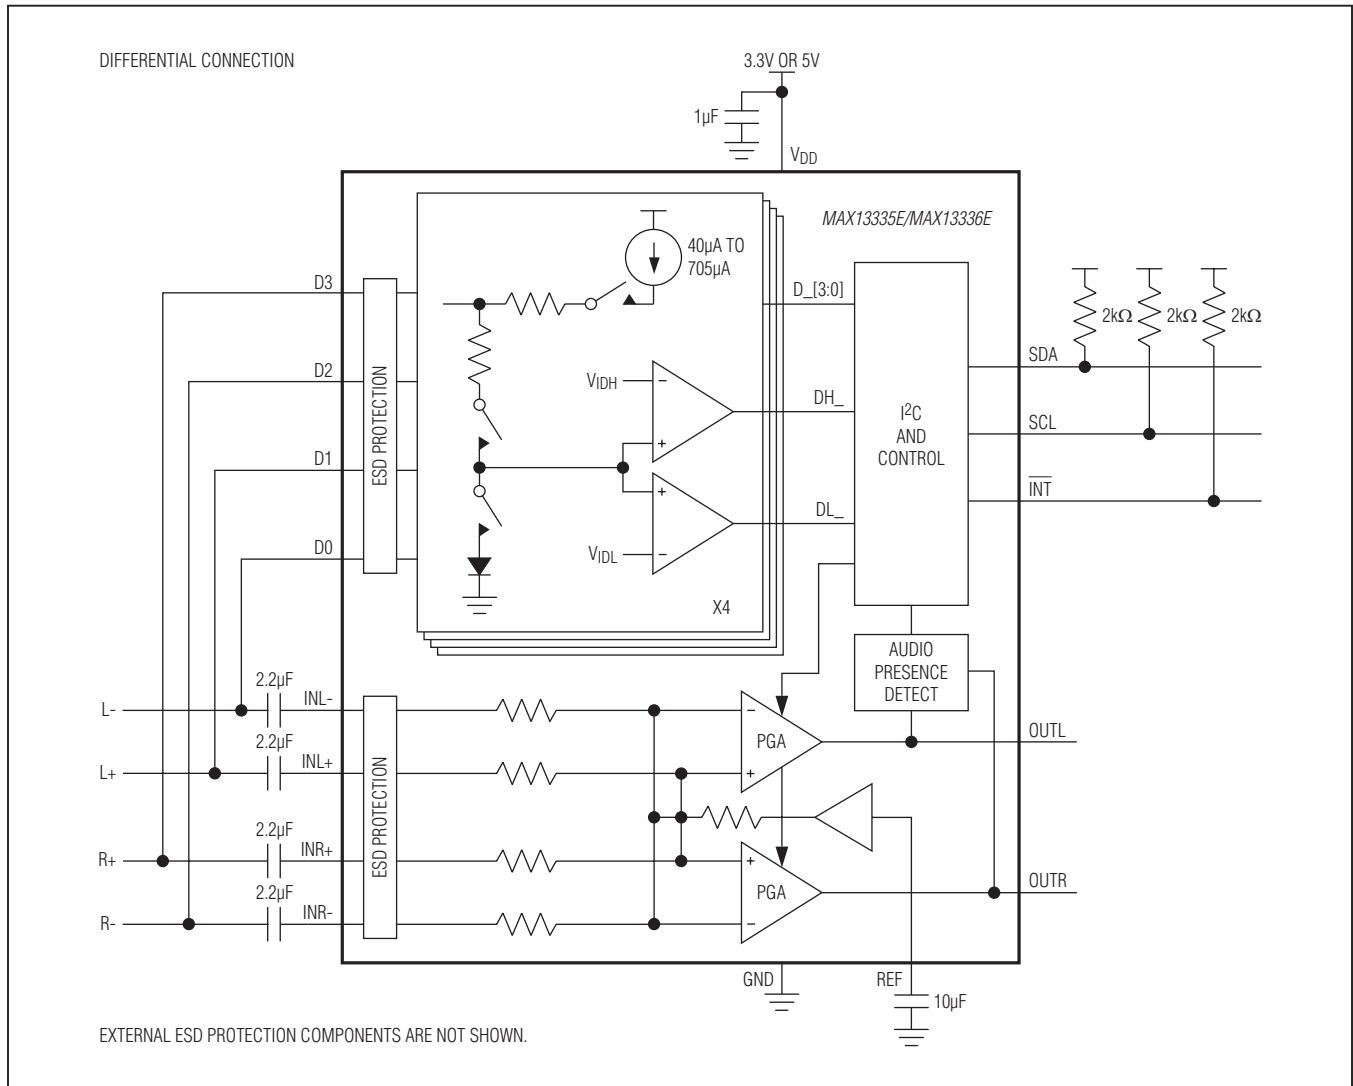 DIFFERENTIAL CONNECTION
3.3V OR 5V
1µF
VDD
MAX13335E/MAX13336E
40µA TO
705µA
D3
D_[3:0]
2kΩ
2kΩ
2kΩ
SDA
D2
VIDH
−
+
DH_
I²C
AND
CONTROL
SCL
ESD PROTECTION
D1
INT
+
−
DL_
VIDL
D0
X4
AUDIO
PRESENCE
DETECT
2.2µF
L-
INL-
−
PGA
+
OUTL
2.2µF
L+
INL+
ESD PROTECTION
2.2µF
R+
INR+
+
PGA
−
OUTR
2.2µF
R-
INR-
GND
REF
10µF
EXTERNAL ESD PROTECTION COMPONENTS ARE NOT SHOWN.